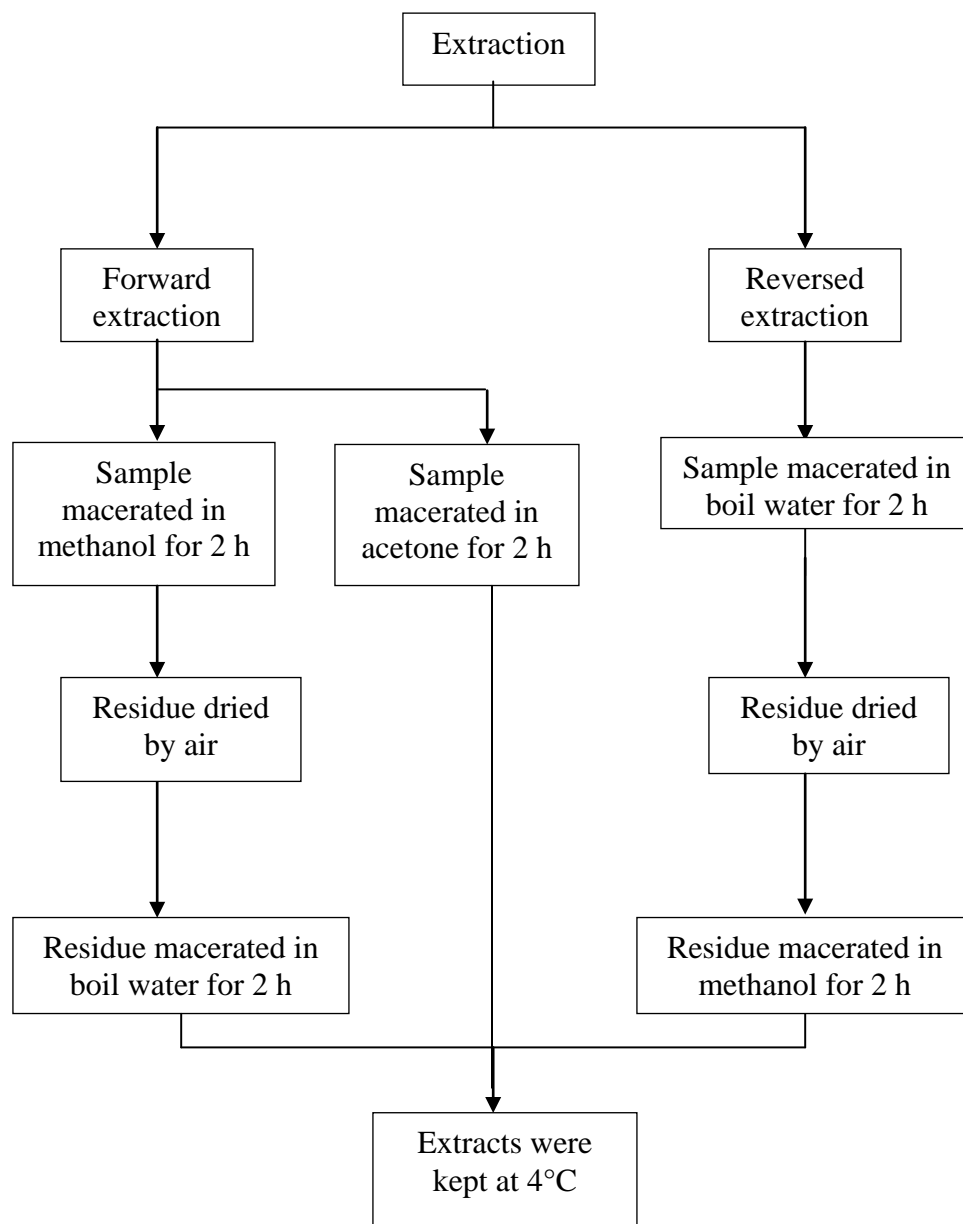 Extraction
Forward
extraction
Reversed
extraction
Sample
macerated in
methanol for 2 h
Sample
macerated in
acetone for 2 h
Sample macerated in
boil water for 2 h
Residue dried
by air
Residue dried
by air
Residue macerated in
boil water for 2 h
Residue macerated in
methanol for 2 h
Extracts were
kept at 4°C